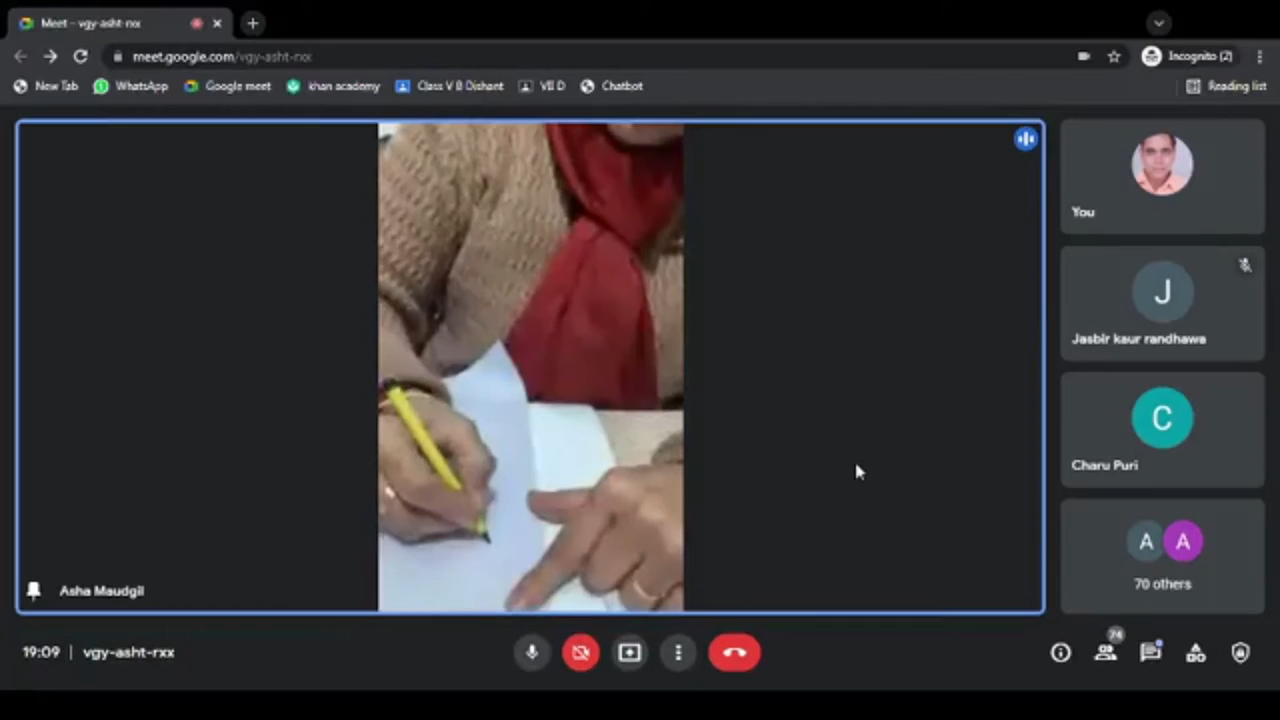 Meet - vgy-asht-rxx
meet.google.com/vgy-asht-rxx
Incognito (2)
New Tab
WhatsApp
Google meet
khan academy
Class V B Dishant
VII D
Chatbot
Reading list
You
J
Jasbir kaur randhawa
C
Charu Puri
A A
70 others
Asha Maudgil
19:09 | vgy-asht-rxx
74